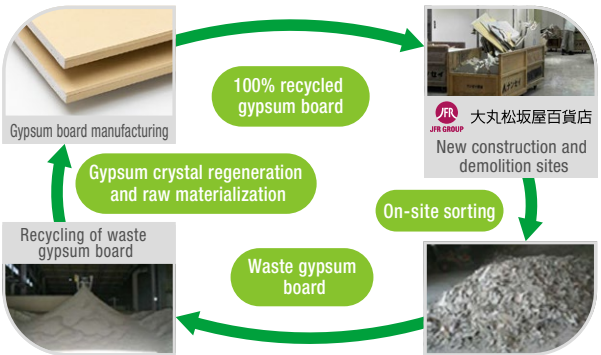 100% recycled
gypsum board
Gypsum board manufacturing
JFR
JFR GROUP
大丸松坂屋百貨店
New construction and
demolition sites
Gypsum crystal regeneration
and raw materialization
On-site sorting
Recycling of waste
gypsum board
Waste gypsum
board